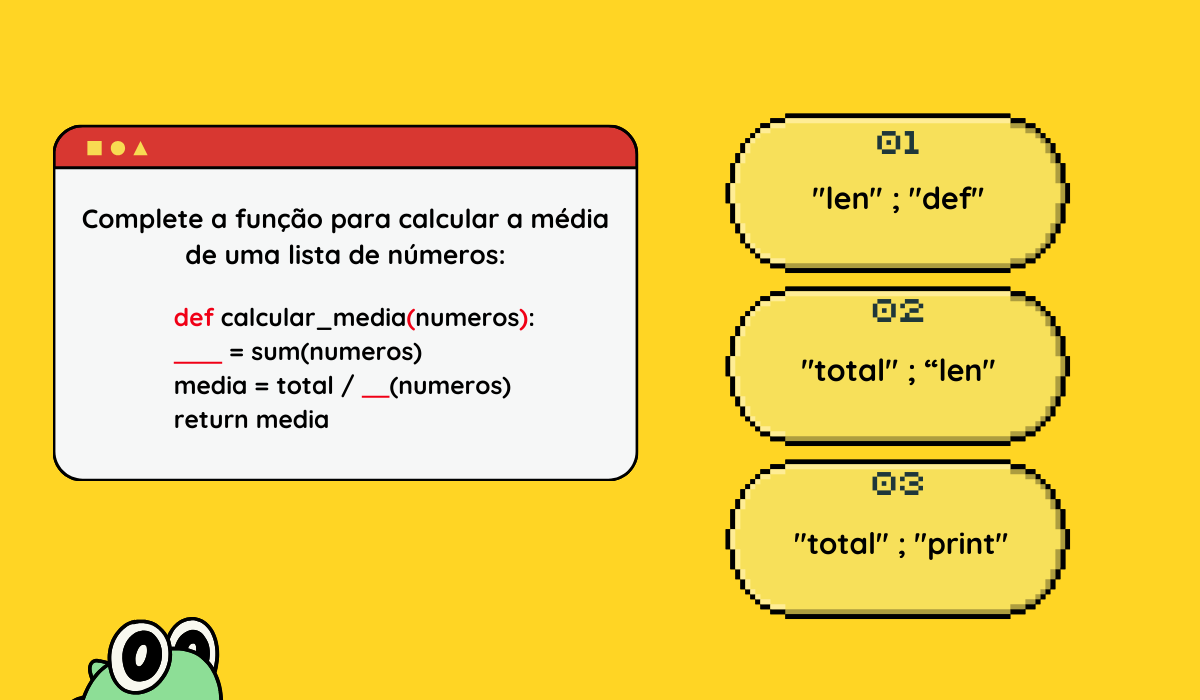 Complete a função para calcular a média
de uma lista de números:
def calcular_media(numeros):
____ = sum(numeros)
media = total / __(numeros)
return media
01
"len" ; "def"
02
"total" ; “len"
03
"total" ; "print"